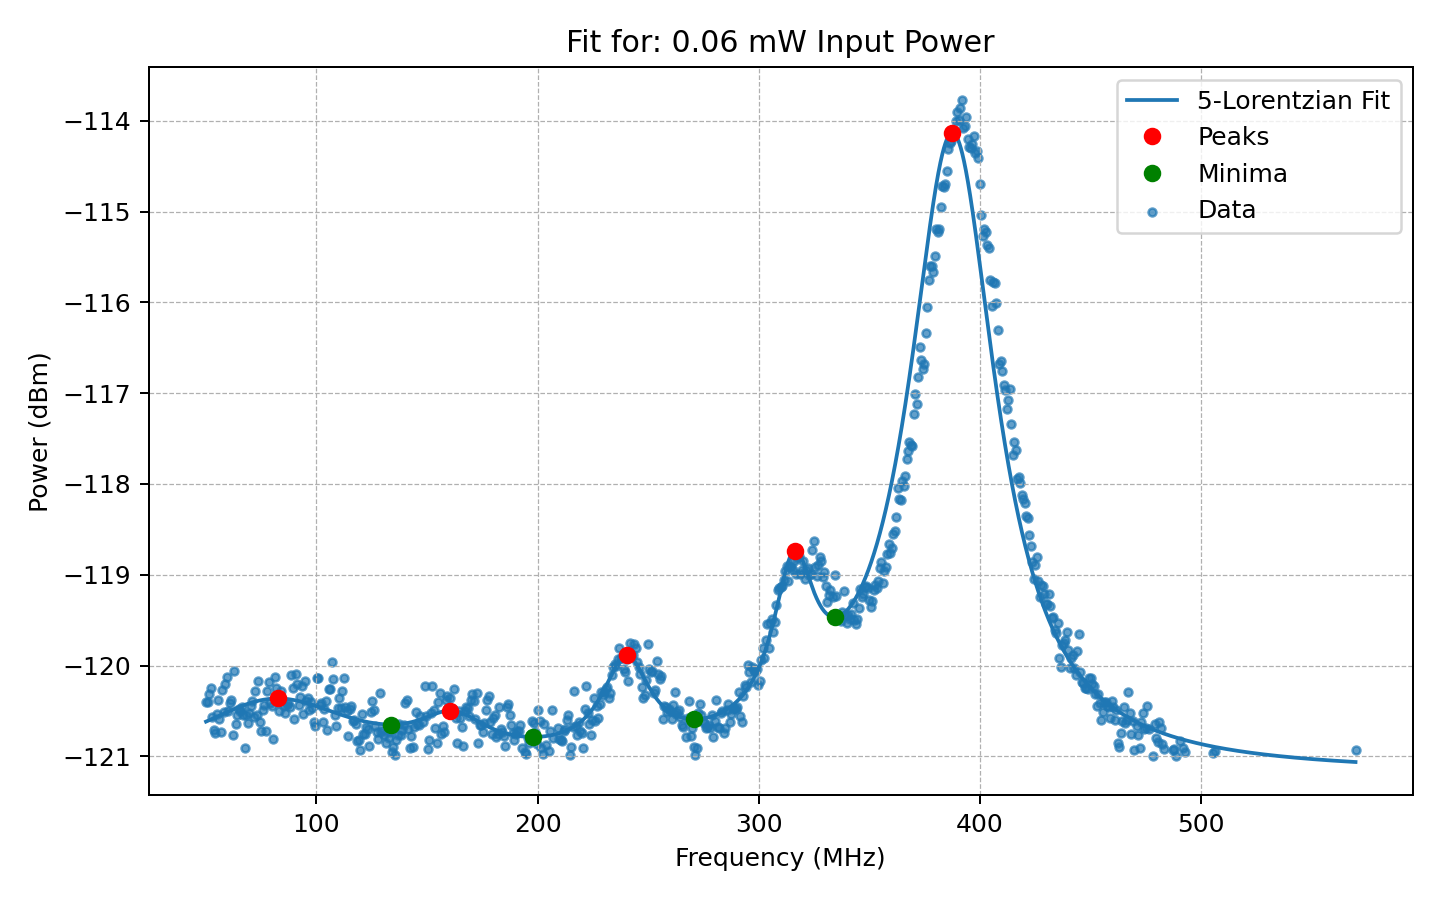 Fit for: 0.06 mW Input Power
5-Lorentzian Fit
Peaks
Minima
Data
Power (dBm)
−114
−115
−116
−117
−118
−119
−120
−121
100 200 300 400 500
Frequency (MHz)